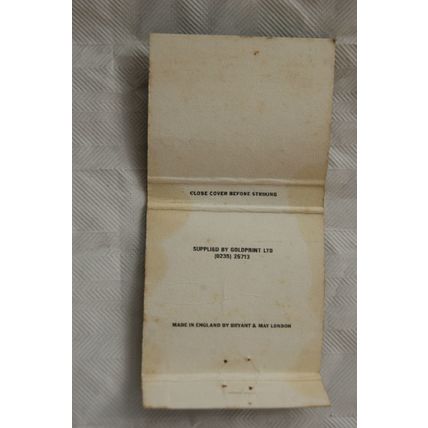 CLOSE COVER BEFORE STRIKING
SUPPLIED BY GOLDPRINT LTD
(0235) 25713
MADE IN ENGLAND BY BRYANT & MAY LONDON